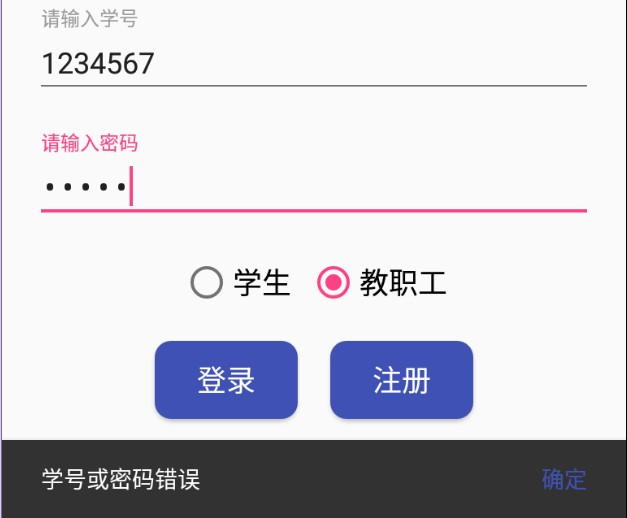 请输入学号
1234567
请输入密码
•••••
学生 教职工
登录 注册
学号或密码错误 确定